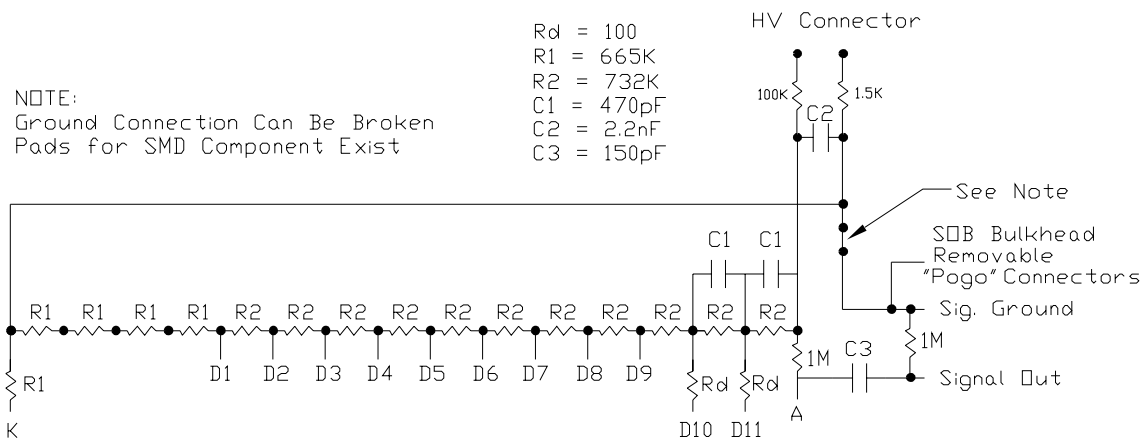 HV Connector
Rd = 100
R1 = 665K
R2 = 732K
C1 = 470pF
C2 = 2.2nF
C3 = 150pF
NOTE:
Ground Connection Can Be Broken
Pads for SMD Component Exist
100K
1.5K
C2
See Note
SOB Bulkhead
Removable
"Pogo" Connectors
C1 C1
Sig. Ground
R1 R1 R1 R1 R2 R2 R2 R2 R2 R2 R2 R2 R2 R2 R2
1M
C3
1M
Signal Out
R1
D1 D2 D3 D4 D5 D6 D7 D8 D9
Rd Rd
K
D10 D11
A